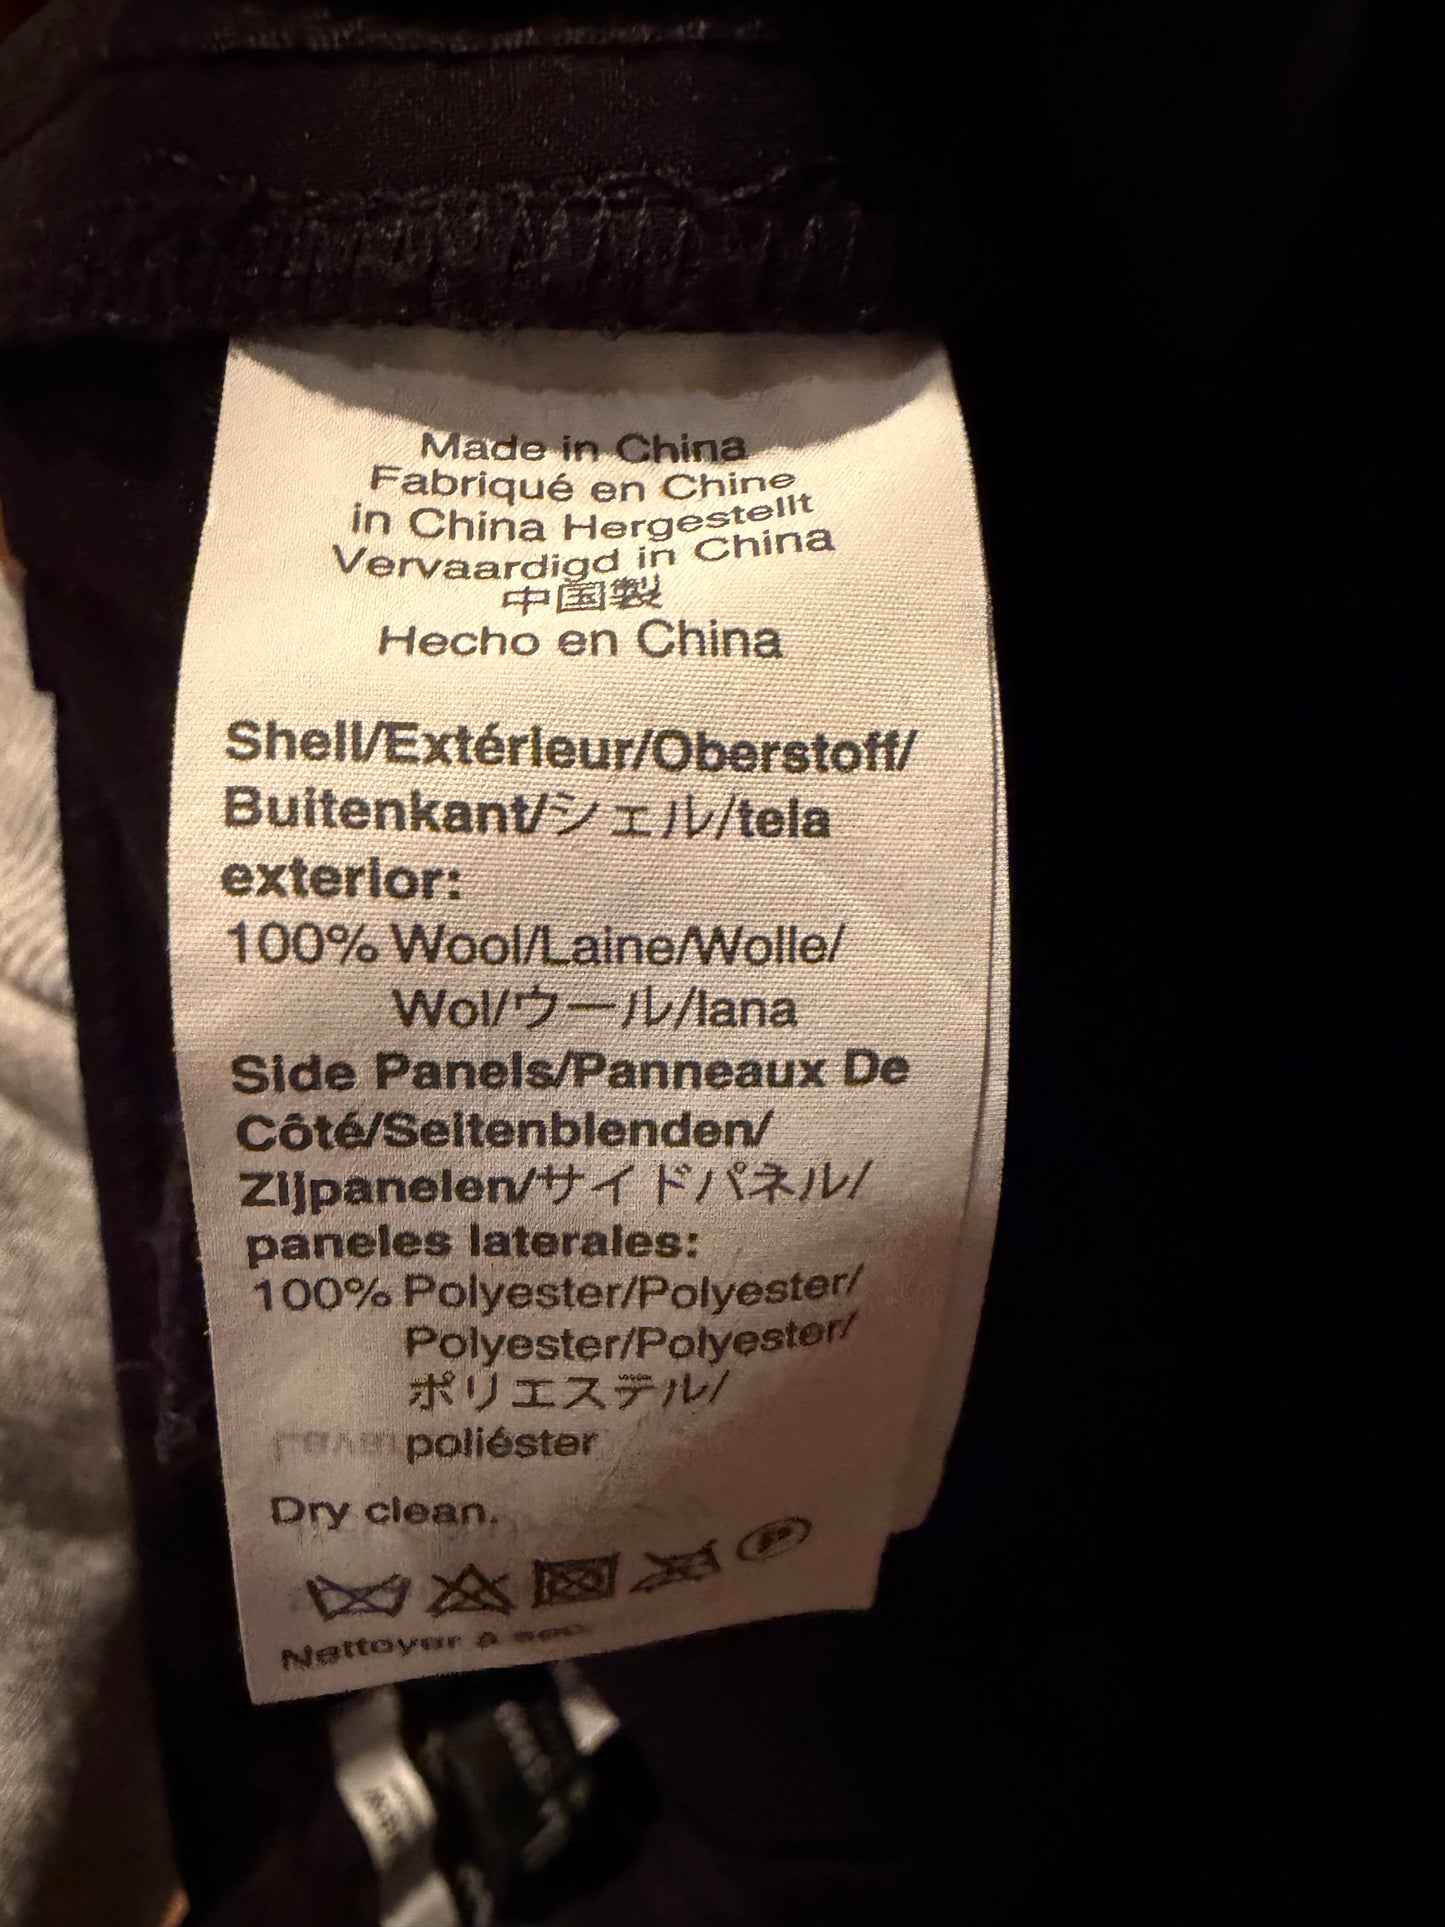 Made in China
Fabriqué en Chine
in China Hergestellt
Vervaardigd in China
中国製
Hecho en China
Shell/Extérieur/Oberstoff/
Buitenkant/シェル/tela
exterior:
100% Wool/Laine/Wolle/
Wol/ウール/lana
Side Panels/Panneaux De
Côté/Seitenblenden/
Zijpanelen/サイドパネル/
paneles laterales:
100% Polyester/Polyester/
Polyester/Polyester/
ポリエステル/
poliéster
Dry clean.
P
Nettoyer à sec.